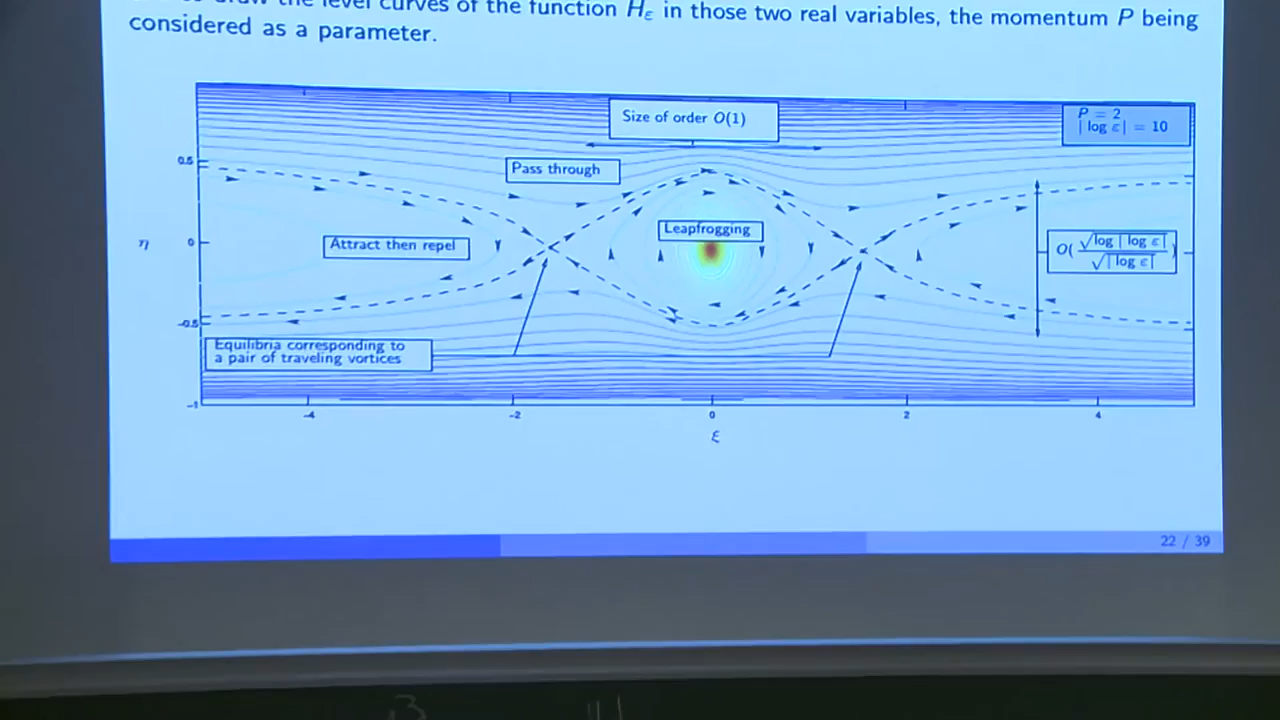 draw the level curves of the function Hε in those two real variables, the momentum P being
considered as a parameter.
Size of order O(1)
P = 2
| log ε| = 10
Pass through
0.5
Leapfrogging
Attract then repel
η
0
O(√log | log ε| / √| log ε|)
-0.5
Equilibria corresponding to
a pair of traveling vortices
-1
-4
-2
0
2
4
ξ
22 / 39